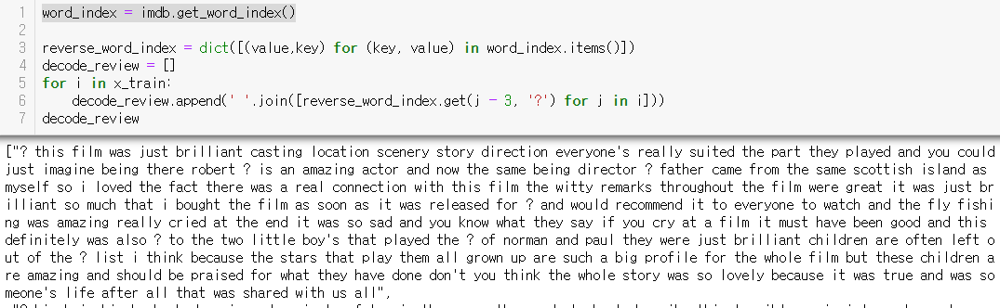 1 word_index = imdb.get_word_index()
2
3 reverse_word_index = dict([(value,key) for (key, value) in word_index.items()])
4 decode_review = []
5 for i in x_train:
6     decode_review.append(' '.join([reverse_word_index.get(j - 3, '?') for j in i]))
7 decode_review
["? this film was just brilliant casting location scenery story direction everyone's really suited the part they played and you could
just imagine being there robert ? is an amazing actor and now the same being director ? father came from the same scottish island as
myself so i loved the fact there was a real connection with this film the witty remarks throughout the film were great it was just br
illiant so much that i bought the film as soon as it was released for ? and would recommend it to everyone to watch and the fly fishi
ng was amazing really cried at the end it was so sad and you know what they say if you cry at a film it must have been good and this
definitely was also ? to the two little boy's that played the ? of norman and paul they were just brilliant children are often left o
ut of the ? list i think because the stars that play them all grown up are such a big profile for the whole film but these children a
re amazing and should be praised for what they have done don't you think the whole story was so lovely because it was true and was so
meone's life after all that was shared with us all",